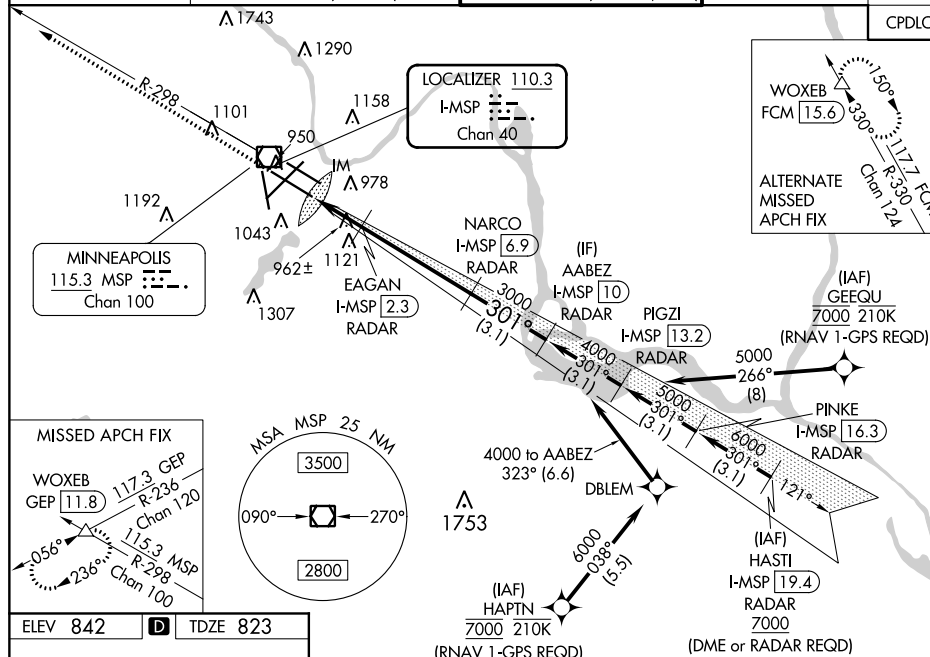 CPDLC
1743
1290
R-298
1101
1158
950
IM
978
1192
1043
962±
1121
1307
LOCALIZER 110.3
I-MSP
Chan 40
MINNEAPOLIS
115.3 MSP
Chan 100
EAGAN
I-MSP 2.3
RADAR
NARCO
I-MSP 6.9
RADAR
(IF)
AABEZ
I-MSP 10
RADAR
PIGZI
I-MSP 13.2
RADAR
3000
301°
(3.1)
4000
301°
(3.1)
5000
301°
(3.1)
6000
301°
(3.1)
121°
WOXEB
FCM 15.6
150°
330°
117.7 FCM
R-330
Chan 124
ALTERNATE
MISSED
APCH FIX
(IAF)
GEEQU
7000 210K
(RNAV 1-GPS REQD)
5000
266°
(8)
PINKE
I-MSP 16.3
RADAR
4000 to AABEZ
323° (6.6)
DBLEM
6000
038°
(5.5)
(IAF)
HAPTN
7000 210K
(RNAV 1-GPS REQD)
(IAF)
HASTI
I-MSP 19.4
RADAR
7000
(DME or RADAR REQD)
1753
MISSED APCH FIX
WOXEB
GEP 11.8
117.3 GEP
R-236
Chan 120
056°
236°
115.3 MSP
R-298
Chan 100
MSA MSP 25 NM
3500
090°
270°
2800
ELEV 842 D TDZE 823